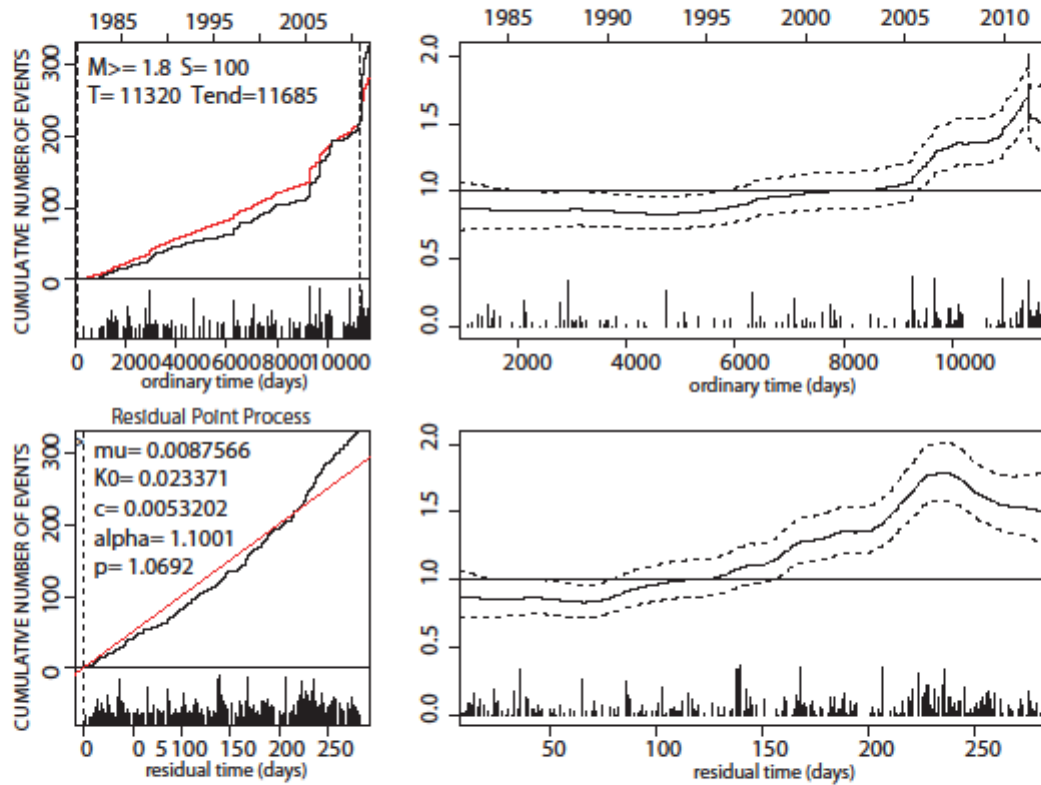 1985 1995 2005
1985 1990 1995 2000 2005 2010
CUMULATIVE NUMBER OF EVENTS
0 100 200 300
M>= 1.8 S= 100
T= 11320 Tend=11685
0.0 0.5 1.0 1.5 2.0
0 2000 4000 6000 8000 10000
ordinary time (days)
2000 4000 6000 8000 10000
ordinary time (days)
Residual Point Process
CUMULATIVE NUMBER OF EVENTS
0 100 200 300
mu= 0.0087566
K0= 0.023371
c= 0.0053202
alpha= 1.1001
p= 1.0692
0.0 0.5 1.0 1.5 2.0
0 0 5 100 150 200 250
residual time (days)
50 100 150 200 250
residual time (days)